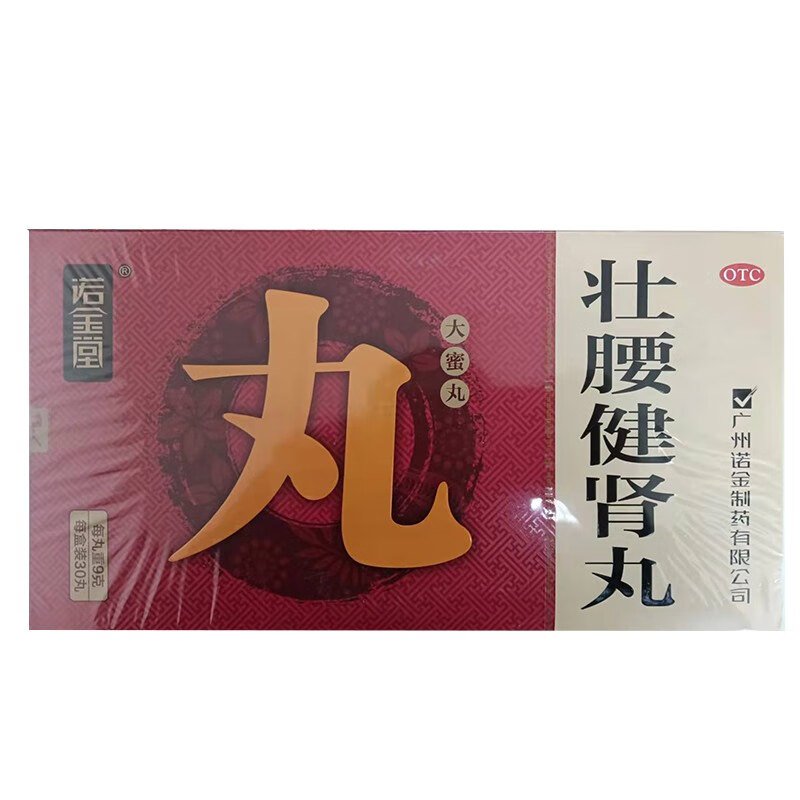 诺金堂
®
丸
大蜜丸
每丸重9克
每盒装30丸
壮腰健肾丸
OTC
广州诺金制药有限公司